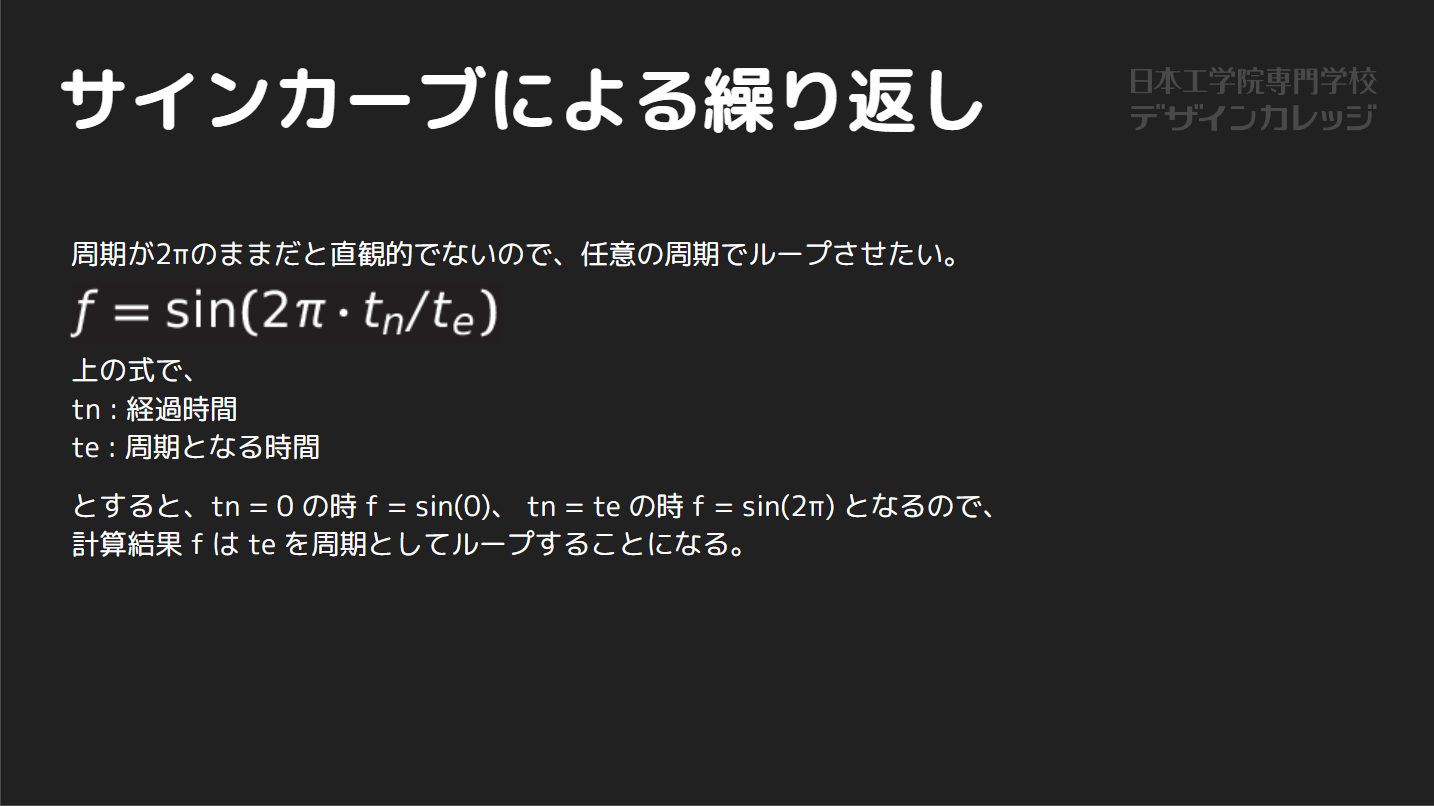 サインカーブによる繰り返し
日本工学院専門学校
デザインカレッジ
周期が2πのままだと直観的でないので、任意の周期でループさせたい。
f = sin(2π · tn/te)
上の式で、
tn : 経過時間
te : 周期となる時間
とすると、tn = 0 の時 f = sin(0)、 tn = te の時 f = sin(2π) となるので、
計算結果 f は te を周期としてループすることになる。